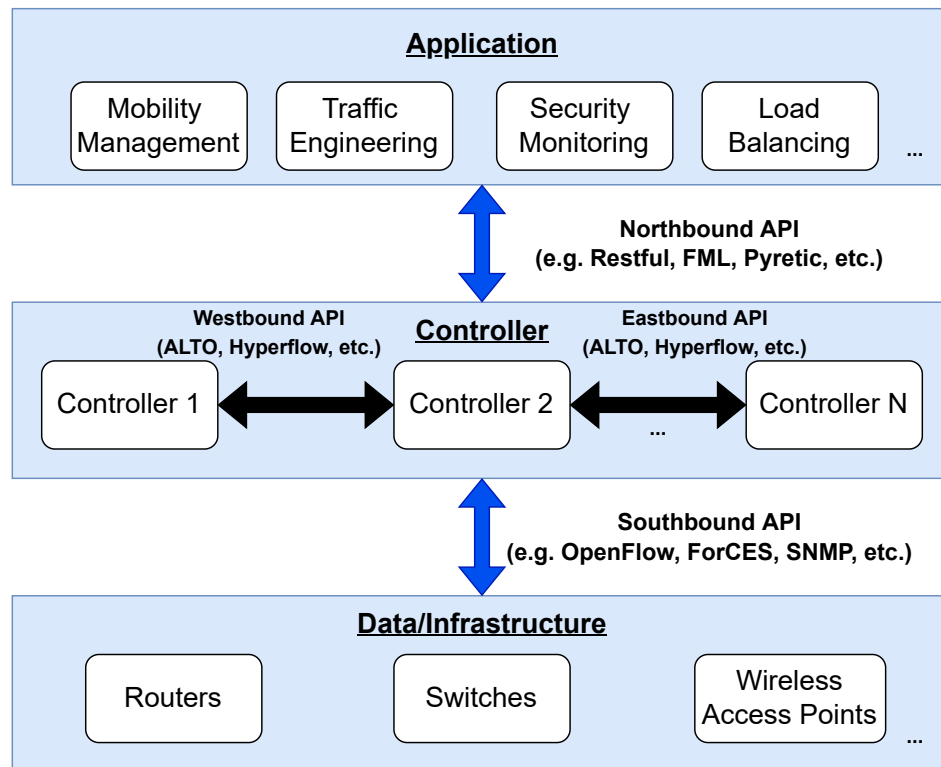 Application
Mobility
Management
Traffic
Engineering
Security
Monitoring
Load
Balancing
...
Northbound API
(e.g. Restful, FML, Pyretic, etc.)
Westbound API
(ALTO, Hyperflow, etc.)
Controller
Eastbound API
(ALTO, Hyperflow, etc.)
Controller 1
Controller 2
...
Controller N
Southbound API
(e.g. OpenFlow, ForCES, SNMP, etc.)
Data/Infrastructure
Routers
Switches
Wireless
Access Points
...